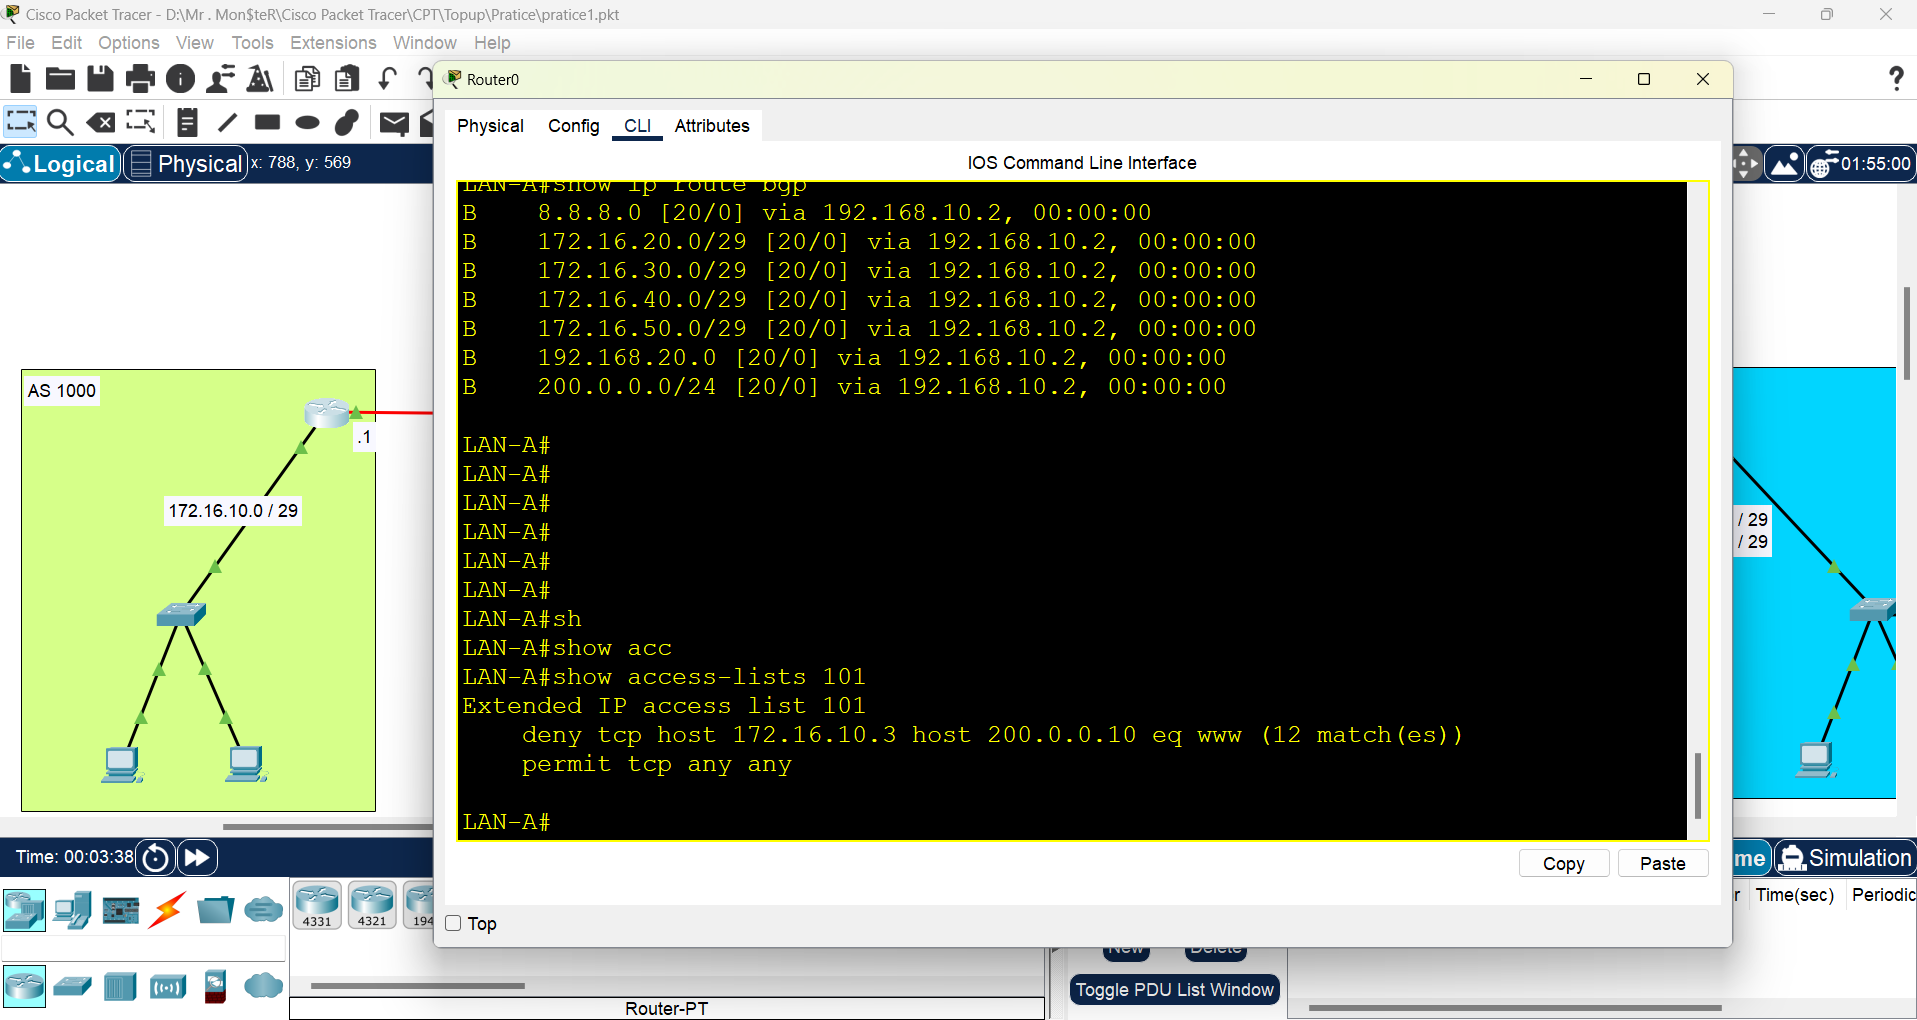 Cisco Packet Tracer - D:\Mr . Mon$teR\Cisco Packet Tracer\CPT\Topup\Pratice\pratice1.pkt
File Edit Options View Tools Extensions Window Help
Router0
Physical Config CLI Attributes
Logical Physical x: 788, y: 569
IOS Command Line Interface
01:55:00
LAN-A#show ip route bgp
B 8.8.8.0 [20/0] via 192.168.10.2, 00:00:00
B 172.16.20.0/29 [20/0] via 192.168.10.2, 00:00:00
B 172.16.30.0/29 [20/0] via 192.168.10.2, 00:00:00
B 172.16.40.0/29 [20/0] via 192.168.10.2, 00:00:00
B 172.16.50.0/29 [20/0] via 192.168.10.2, 00:00:00
B 192.168.20.0 [20/0] via 192.168.10.2, 00:00:00
B 200.0.0.0/24 [20/0] via 192.168.10.2, 00:00:00
LAN-A#
LAN-A#
LAN-A#
LAN-A#
LAN-A#
LAN-A#
LAN-A#sh
LAN-A#show acc
LAN-A#show access-lists 101
Extended IP access list 101
deny tcp host 172.16.10.3 host 200.0.0.10 eq www (12 match(es))
permit tcp any any
LAN-A#
Copy Paste
Top
AS 1000
.1
172.16.10.0 / 29
/ 29
/ 29
Time: 00:03:38
me Simulation
4331 4321 194
r Time(sec) Periodic
New Delete
Toggle PDU List Window
Router-PT